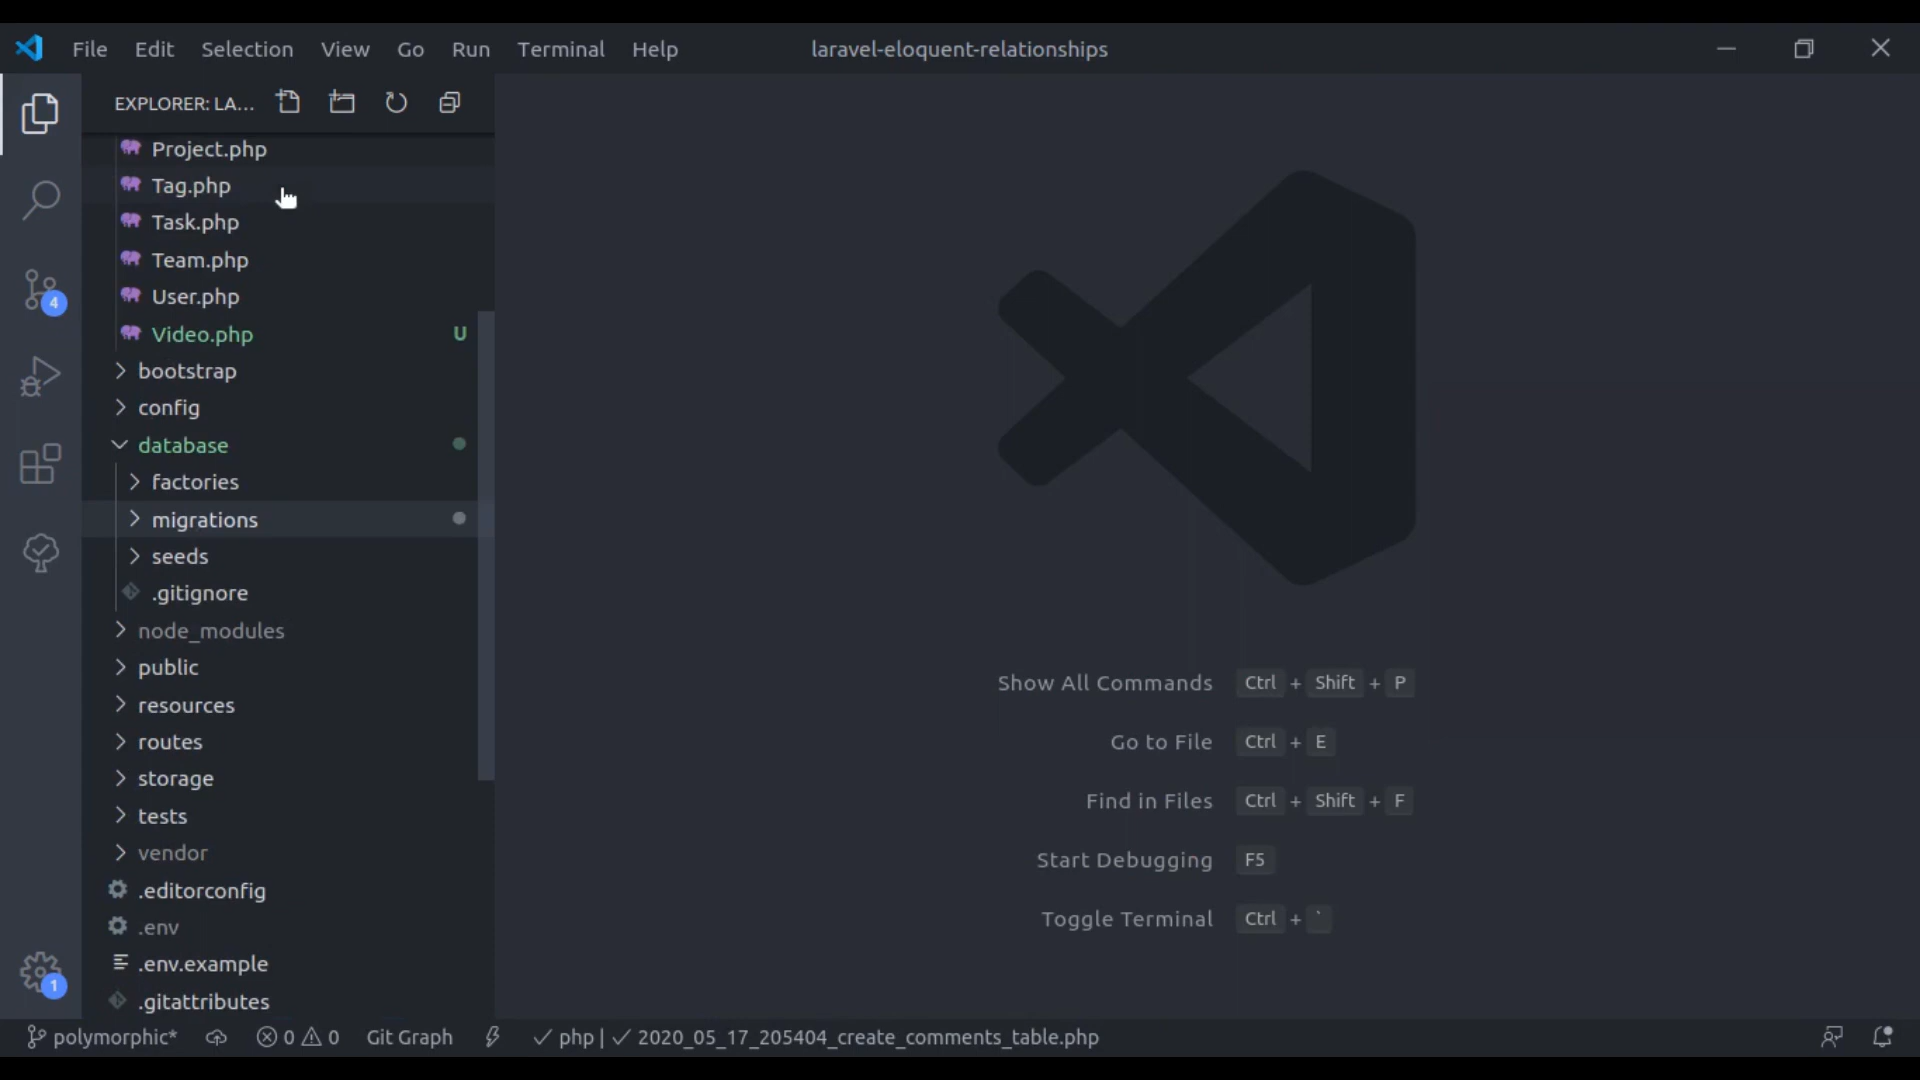 File Edit Selection View Go Run Terminal Help laravel-eloquent-relationships
EXPLORER: LA...
Project.php
Tag.php
Task.php
Team.php
User.php
Video.php U
bootstrap
config
database
factories
migrations
seeds
.gitignore
node_modules
public
resources
routes
storage
tests
vendor
.editorconfig
.env
.env.example
.gitattributes
4
1
Show All Commands Ctrl + Shift + P
Go to File Ctrl + E
Find in Files Ctrl + Shift + F
Start Debugging F5
Toggle Terminal Ctrl + `
polymorphic* 0 0 Git Graph php | 2020_05_17_205404_create_comments_table.php